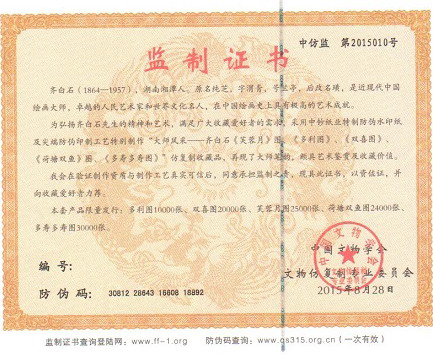 中仿监 第2015010号
监制证书
齐白石(1864—1957),湖南湘潭人。原名纯芝,字渭青,号兰亭,后改名璜,是近现代中国
绘画大师,卓越的人民艺术家和世界文化名人,在中国绘画史上具有极高的艺术成就。
为弘扬齐白石先生的精神和艺术,满足广大收藏爱好者的需求,采用中钞纸业特制防伪水印纸
及尖端防伪印制工艺特别制作“大师风采——齐白石《芙蓉月》图、《多利图》、《双喜图》、
《荷塘双鱼》图、《多寿多寿图》”仿复制收藏品,再现了大师笔韵,颇具艺术鉴赏及收藏价值。
我会在验证制作资质与制作工艺真实可信后,同意承担监制之责,现具此证书,以资佐证,并
向收藏爱好者力荐。
本套产品限量发行:多利图10000张、双喜图20000张、芙蓉月图25000张、荷塘双鱼图24000张、
多寿多寿图30000张。
中国文物学会
编号:
文物仿复制专业委员会
防伪码: 30812 28643 16608 18892
2015年8月28日
监制证书查询登陆网:www.ff-1.org 防伪码查询:www.qs315.org.cn(一次有效)